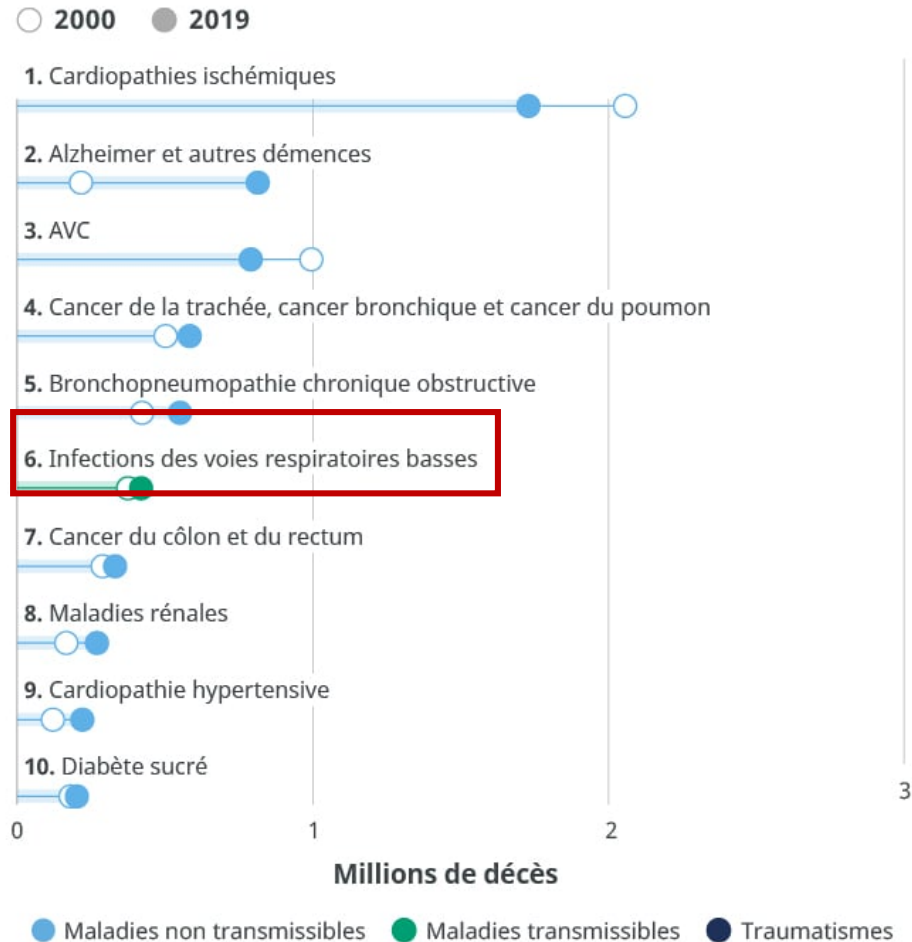 2000 2019
1. Cardiopathies ischémiques
2. Alzheimer et autres démences
3. AVC
4. Cancer de la trachée, cancer bronchique et cancer du poumon
5. Bronchopneumopathie chronique obstructive
6. Infections des voies respiratoires basses
7. Cancer du côlon et du rectum
8. Maladies rénales
9. Cardiopathie hypertensive
10. Diabète sucré
0 1 2 3
Millions de décès
Maladies non transmissibles Maladies transmissibles Traumatismes